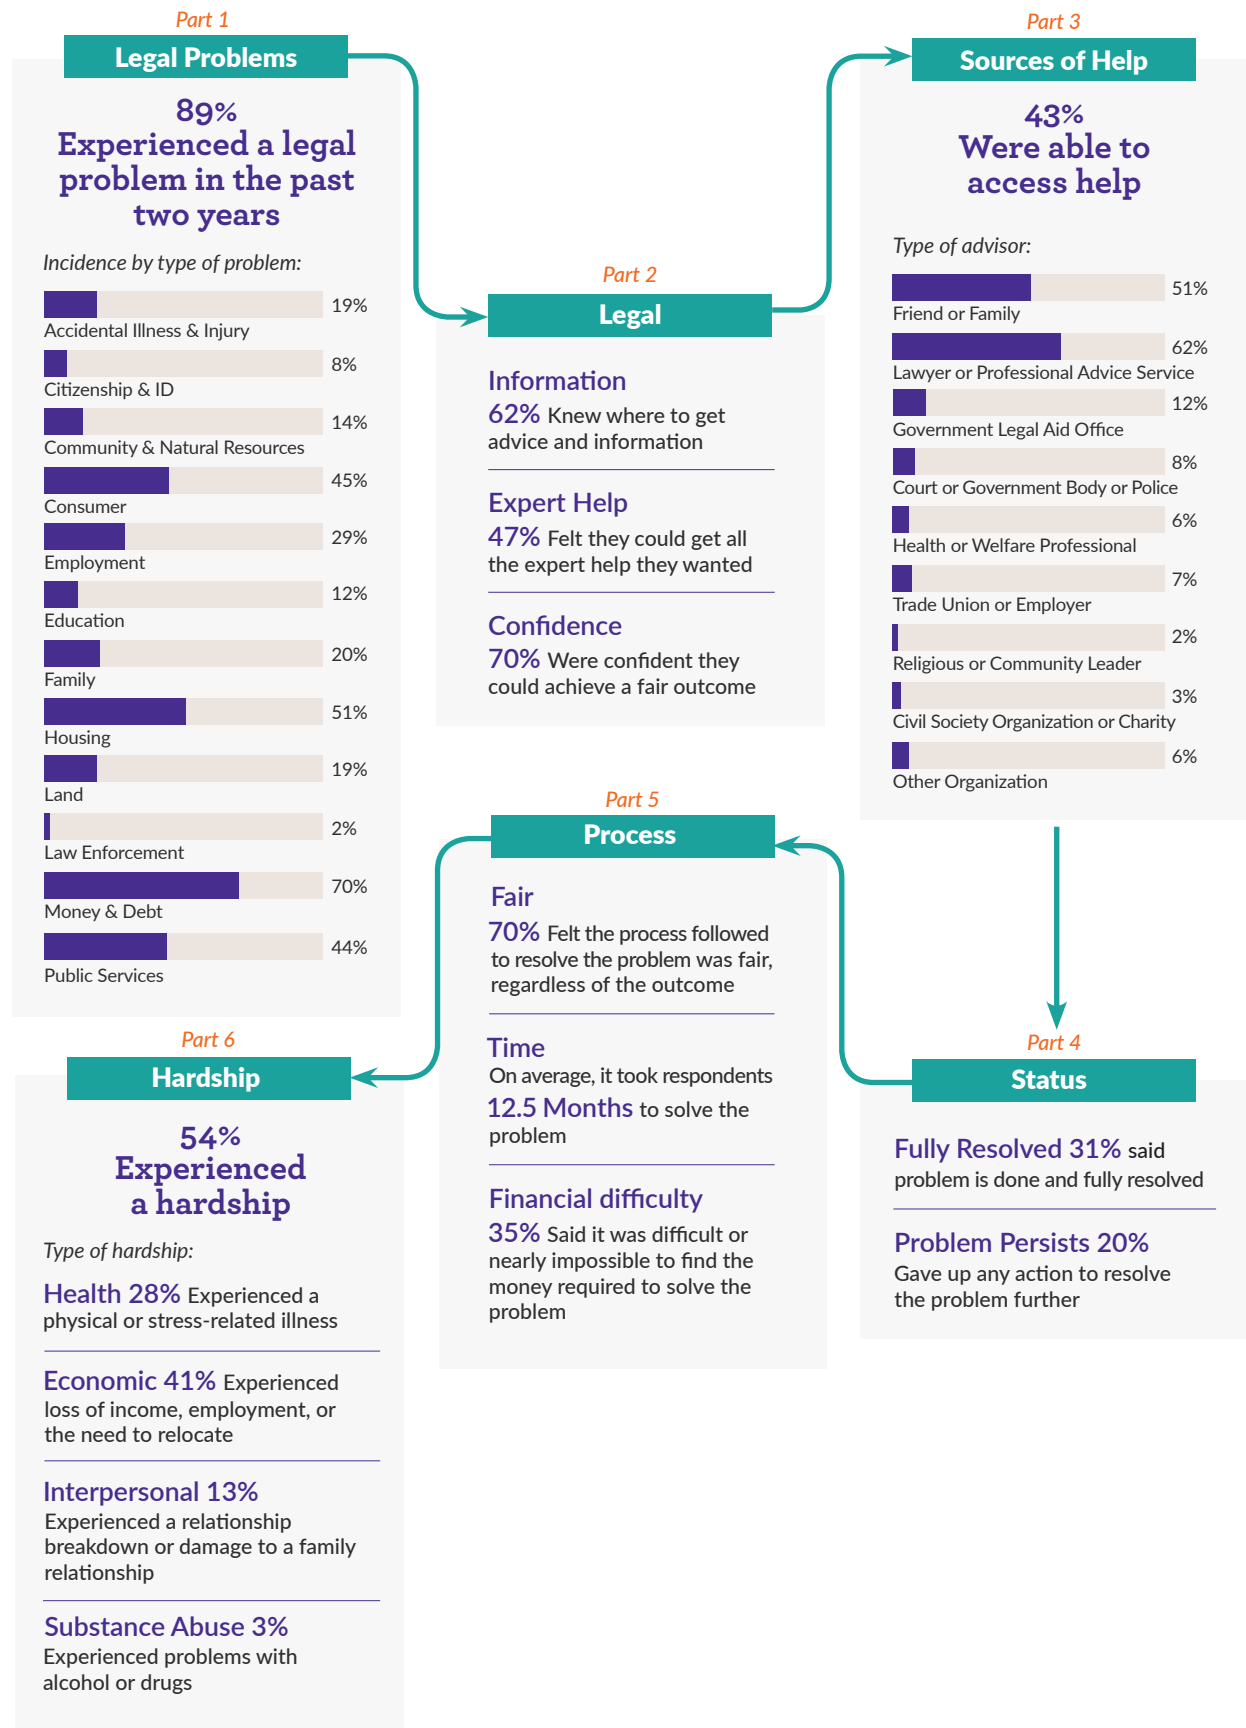 Part 1
Legal Problems
89%
Experienced a legal
problem in the past
two years
Incidence by type of problem:
19%
Accidental Illness & Injury
8%
Citizenship & ID
14%
Community & Natural Resources
45%
Consumer
29%
Employment
12%
Education
20%
Family
51%
Housing
19%
Land
2%
Law Enforcement
70%
Money & Debt
44%
Public Services
Part 2
Legal
Information
62% Knew where to get
advice and information
Expert Help
47% Felt they could get all
the expert help they wanted
Confidence
70% Were confident they
could achieve a fair outcome
Part 3
Sources of Help
43%
Were able to
access help
Type of advisor:
51%
Friend or Family
62%
Lawyer or Professional Advice Service
12%
Government Legal Aid Office
8%
Court or Government Body or Police
6%
Health or Welfare Professional
7%
Trade Union or Employer
2%
Religious or Community Leader
3%
Civil Society Organization or Charity
6%
Other Organization
Part 4
Status
Fully Resolved 31% said
problem is done and fully resolved
Problem Persists 20%
Gave up any action to resolve
the problem further
Part 5
Process
Fair
70% Felt the process followed
to resolve the problem was fair,
regardless of the outcome
Time
On average, it took respondents
12.5 Months to solve the
problem
Financial difficulty
35% Said it was difficult or
nearly impossible to find the
money required to solve the
problem
Part 6
Hardship
54%
Experienced
a hardship
Type of hardship:
Health 28% Experienced a
physical or stress-related illness
Economic 41% Experienced
loss of income, employment, or
the need to relocate
Interpersonal 13%
Experienced a relationship
breakdown or damage to a family
relationship
Substance Abuse 3%
Experienced problems with
alcohol or drugs